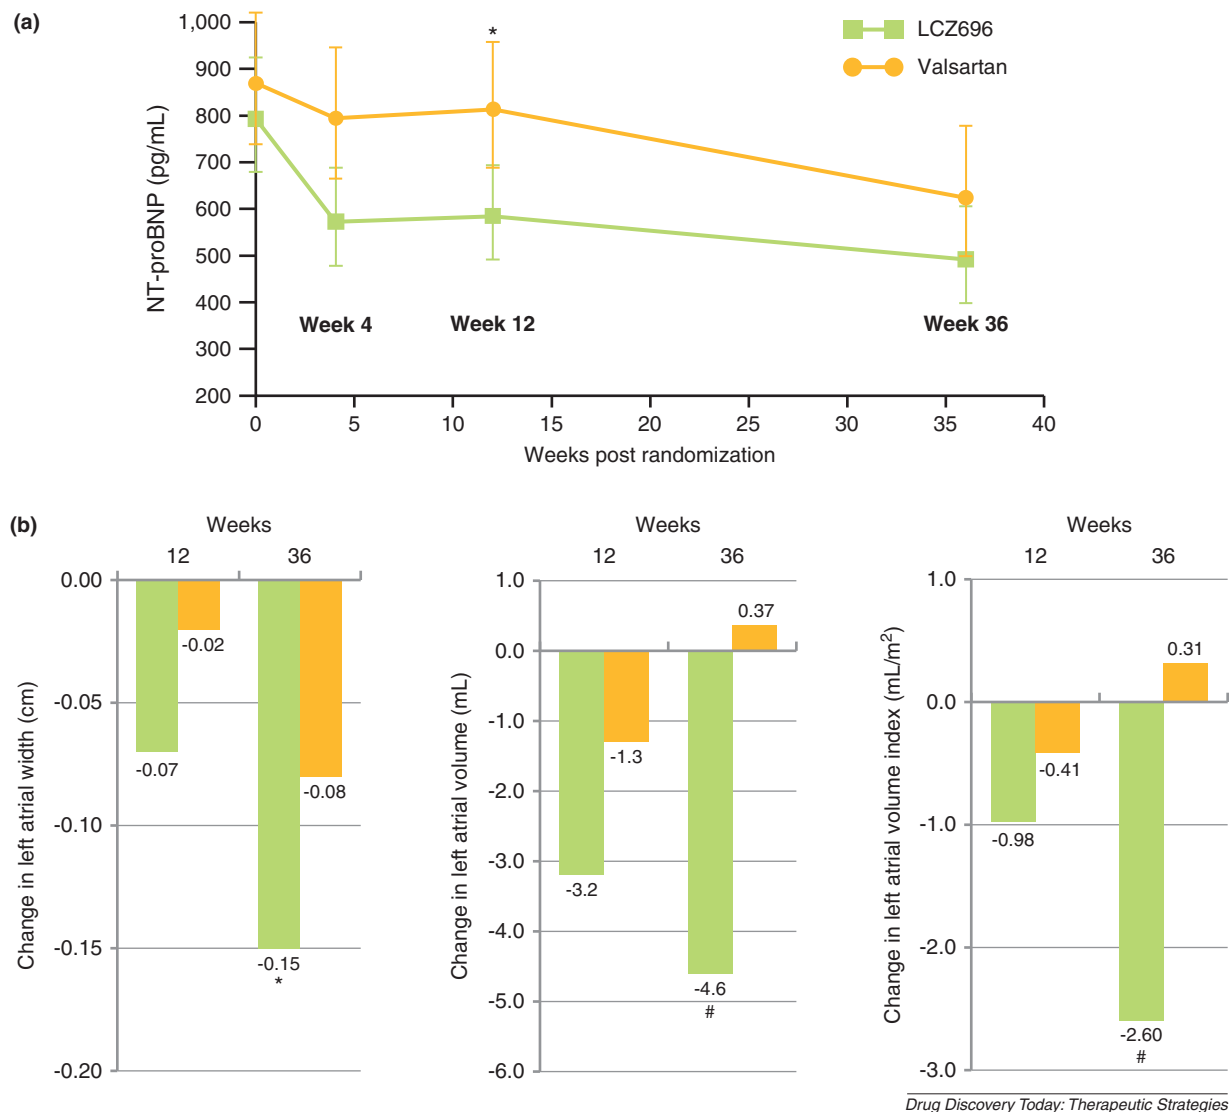 (a)
1,000
900
800
700
600
500
400
300
200
NT-proBNP (pg/mL)
*
LCZ696
Valsartan
Week 4
Week 12
Week 36
0 5 10 15 20 25 30 35 40
Weeks post randomization
(b)
Weeks
12 36
0.00
-0.05
-0.10
-0.15
-0.20
Change in left atrial width (cm)
-0.02
-0.07
-0.08
-0.15
*
Weeks
12 36
1.0
0.0
-1.0
-2.0
-3.0
-4.0
-5.0
-6.0
Change in left atrial volume (mL)
0.37
-1.3
-3.2
-4.6
#
Weeks
12 36
1.0
0.0
-1.0
-2.0
-3.0
Change in left atrial volume index (mL/m²)
0.31
-0.41
-0.98
-2.60
#
Drug Discovery Today: Therapeutic Strategies